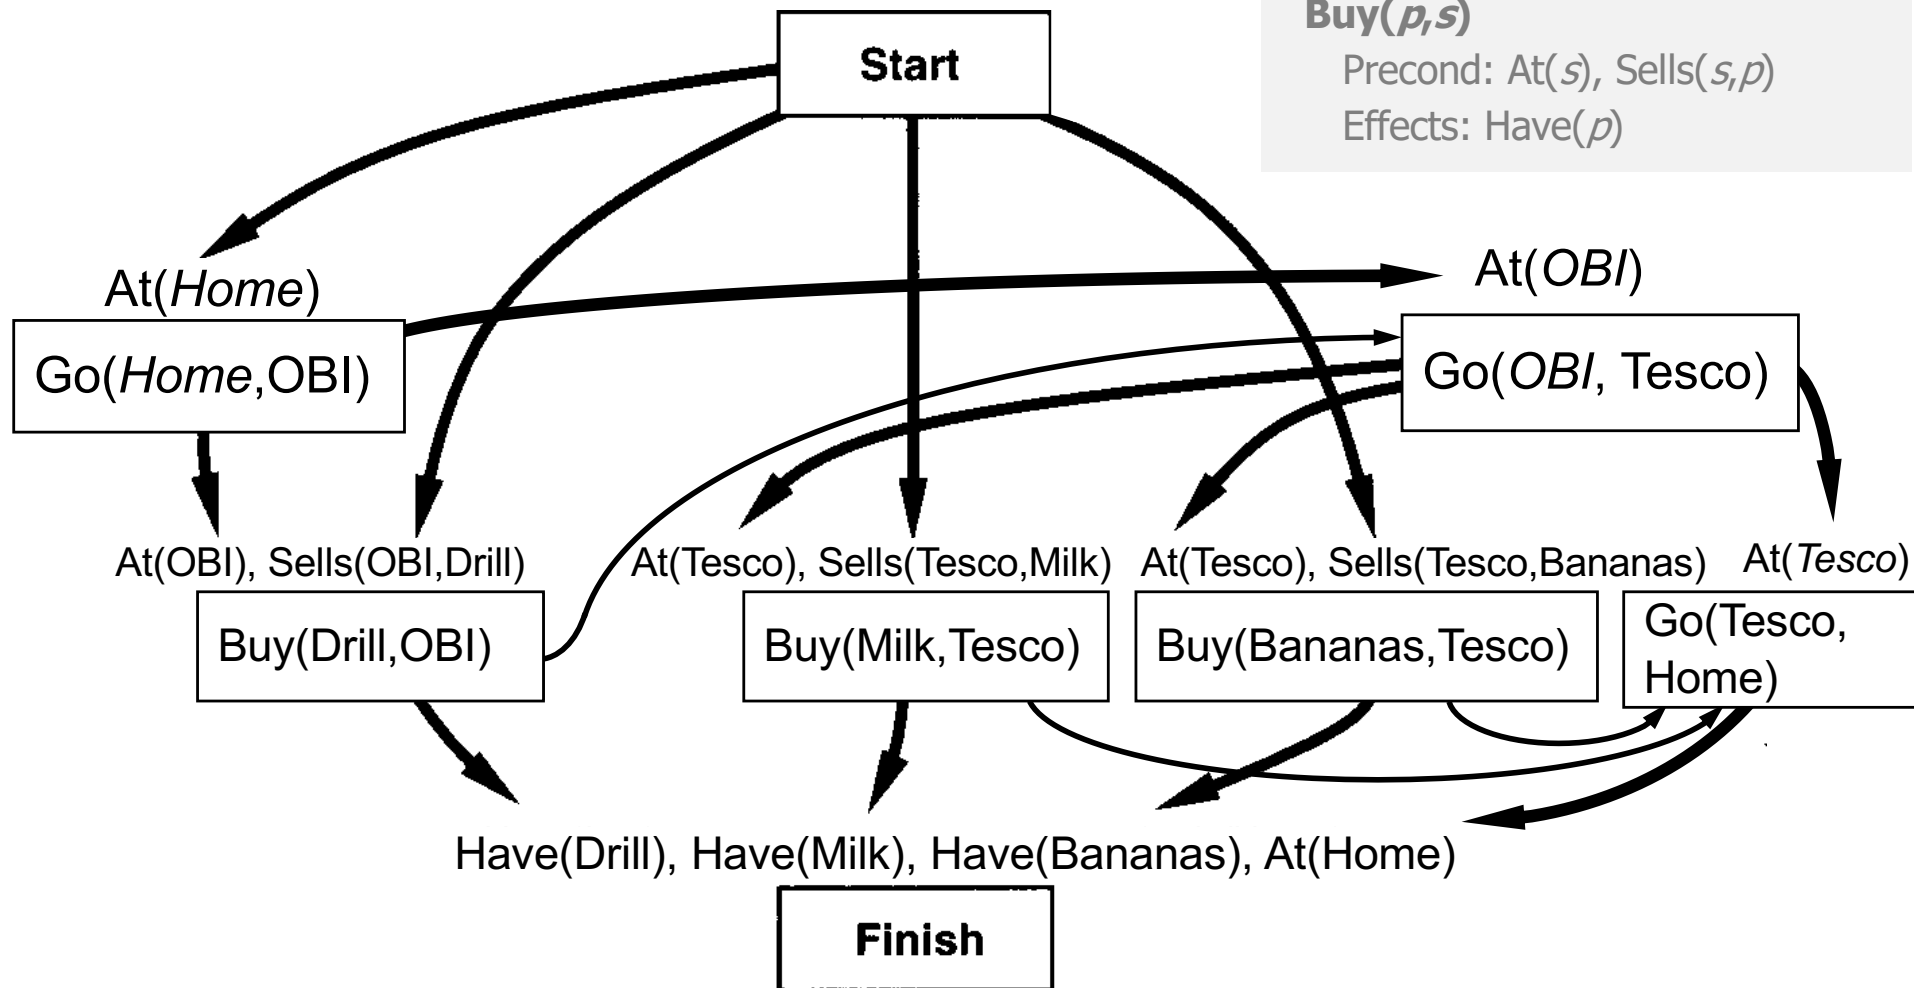 Buy(p,s)
Precond: At(s), Sells(s,p)
Effects: Have(p)
Start
At(Home)
At(OBI)
Go(Home,OBI)
Go(OBI, Tesco)
At(OBI), Sells(OBI,Drill)
At(Tesco), Sells(Tesco,Milk)
At(Tesco), Sells(Tesco,Bananas)
At(Tesco)
Buy(Drill,OBI)
Buy(Milk,Tesco)
Buy(Bananas,Tesco)
Go(Tesco,
Home)
Have(Drill), Have(Milk), Have(Bananas), At(Home)
Finish